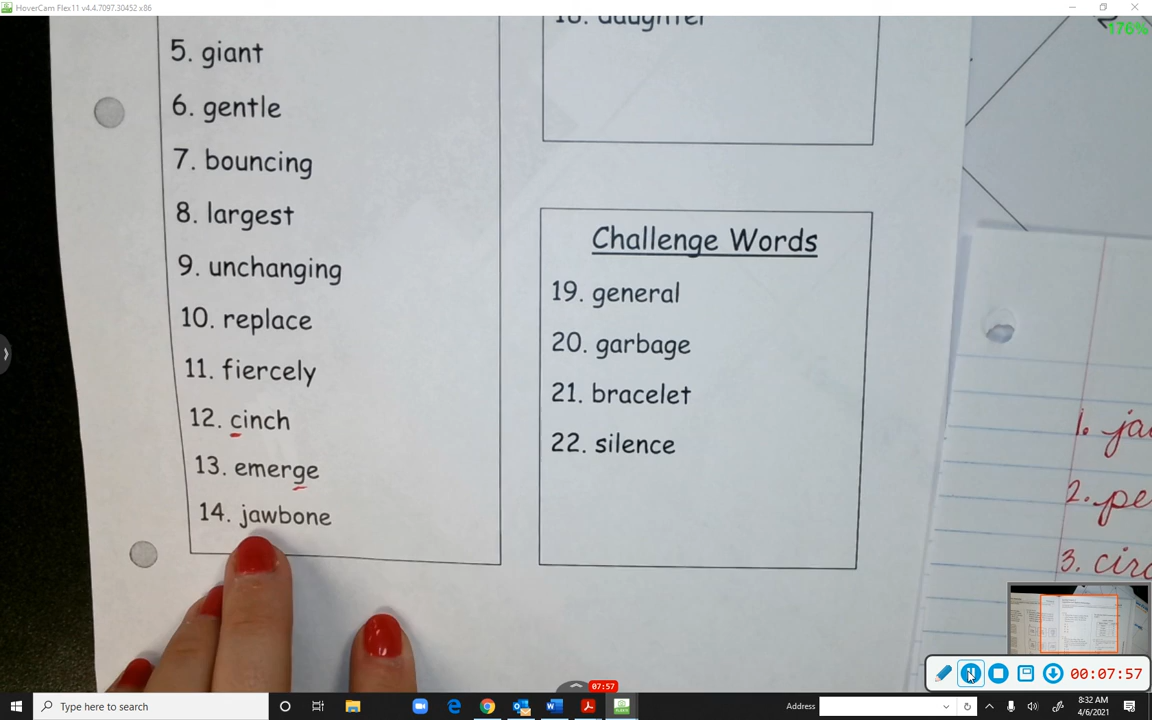 HoverCam Flex11 v4.4.7097.30452 x86
176%
5. giant
6. gentle
7. bouncing
8. largest
9. unchanging
10. replace
11. fiercely
12. cinch
13. emerge
14. jawbone
daughter
Challenge Words
19. general
20. garbage
21. bracelet
22. silence
1. ja
2. pe
3. circ
00:07:57
07:57
Type here to search
Address
8:32 AM
4/6/2021